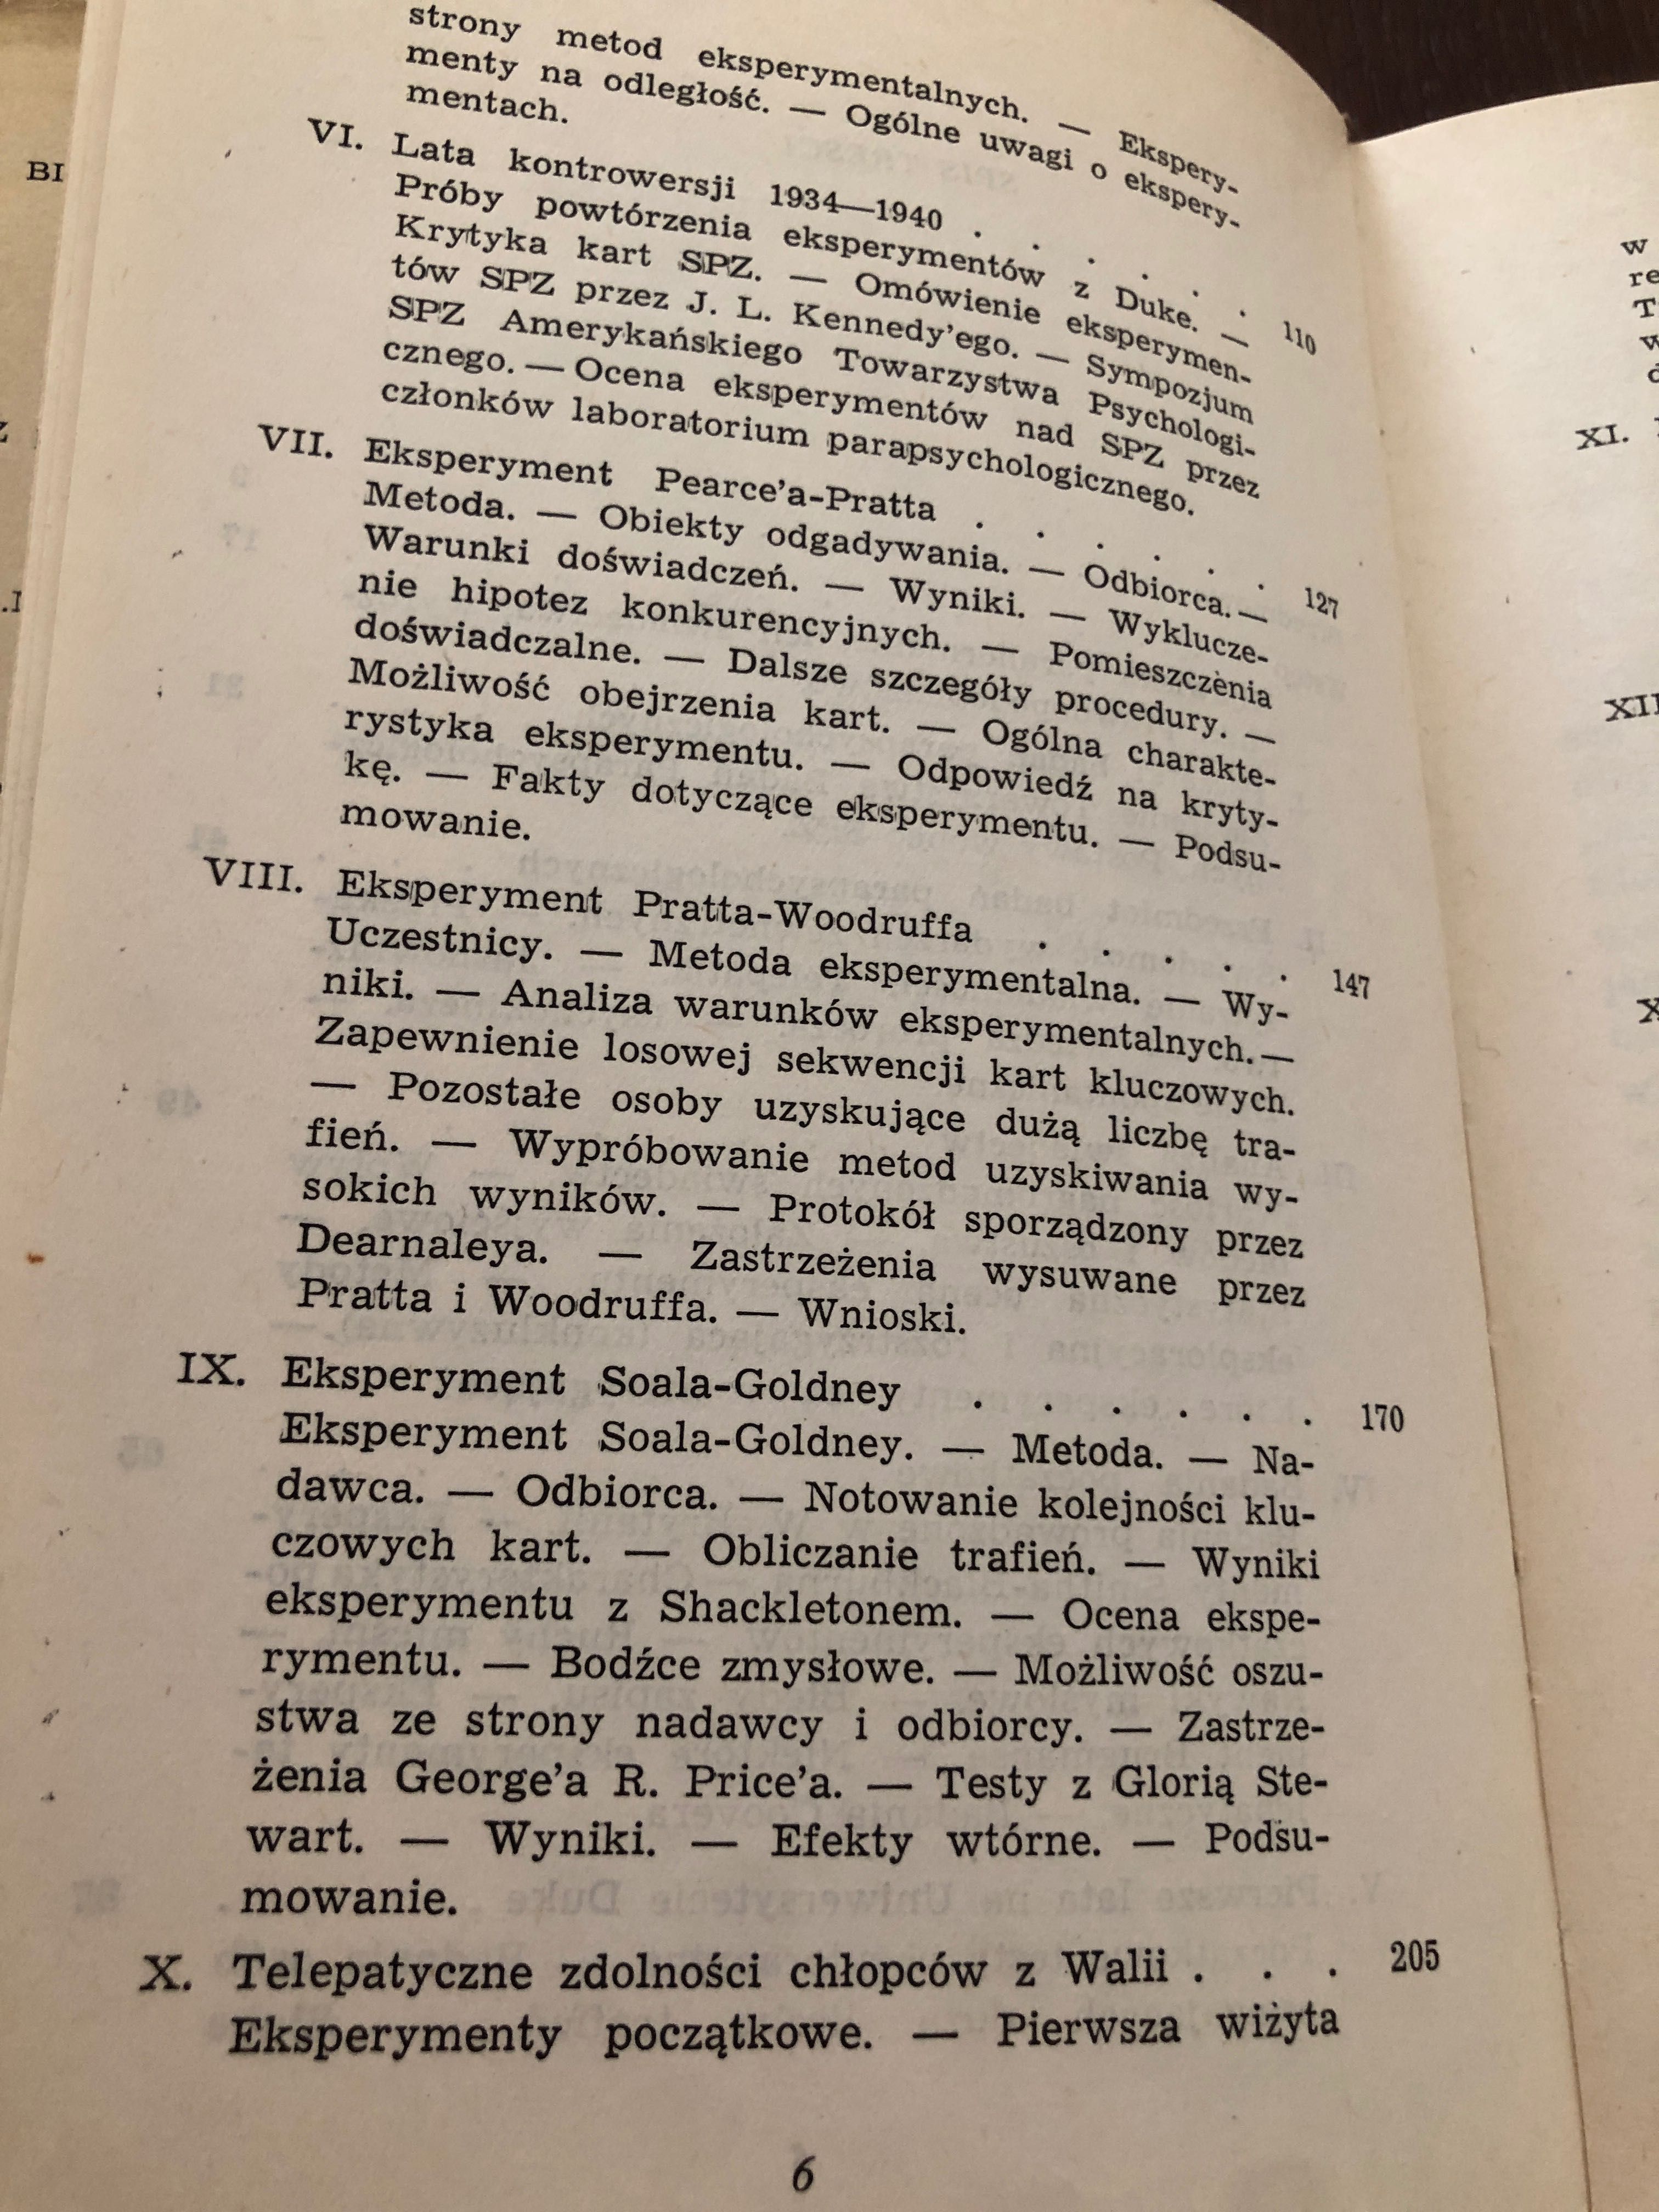 strony metod eksperymentalnych. — Ekspery-
menty na odległość. — Ogólne uwagi o ekspery-
mentach.
VI. Lata kontrowersji 1934—1940 . . . . . 110
Próby powtórzenia eksperymentów z Duke. —
Krytyka kart SPZ. — Omówienie eksperymen-
tów SPZ przez J. L. Kennedy'ego. — Sympozjum
SPZ Amerykańskiego Towarzystwa Psychologi-
cznego. — Ocena eksperymentów nad SPZ przez
członków laboratorium parapsychologicznego.
VII. Eksperyment Pearce'a-Pratta . . . . . . 127
Metoda. — Obiekty odgadywania. — Odbiorca. —
Warunki doświadczeń. — Wyniki. — Wyklucze-
nie hipotez konkurencyjnych. — Pomieszczenia
doświadczalne. — Dalsze szczegóły procedury. —
Możliwość obejrzenia kart. — Ogólna charakte-
rystyka eksperymentu. — Odpowiedź na kryty-
kę. — Fakty dotyczące eksperymentu. — Podsu-
mowanie.
VIII. Eksperyment Pratta-Woodruffa . . . . . 147
Uczestnicy. — Metoda eksperymentalna. — Wy-
niki. — Analiza warunków eksperymentalnych. —
Zapewnienie losowej sekwencji kart kluczowych.
— Pozostałe osoby uzyskujące dużą liczbę tra-
fień. — Wypróbowanie metod uzyskiwania wy-
sokich wyników. — Protokół sporządzony przez
Dearnaleya. — Zastrzeżenia wysuwane przez
Pratta i Woodruffa. — Wnioski.
IX. Eksperyment Soala-Goldney . . . . . . 170
Eksperyment Soala-Goldney. — Metoda. — Na-
dawca. — Odbiorca. — Notowanie kolejności klu-
czowych kart. — Obliczanie trafień. — Wyniki
eksperymentu z Shackletonem. — Ocena ekspe-
rymentu. — Bodźce zmysłowe. — Możliwość oszu-
stwa ze strony nadawcy i odbiorcy. — Zastrze-
żenia George'a R. Price'a. — Testy z Glorią Ste-
wart. — Wyniki. — Efekty wtórne. — Podsu-
mowanie.
X. Telepatyczne zdolności chłopców z Walii . . . 205
Eksperymenty początkowe. — Pierwsza wiżyta
6
BI
w
re
XI.